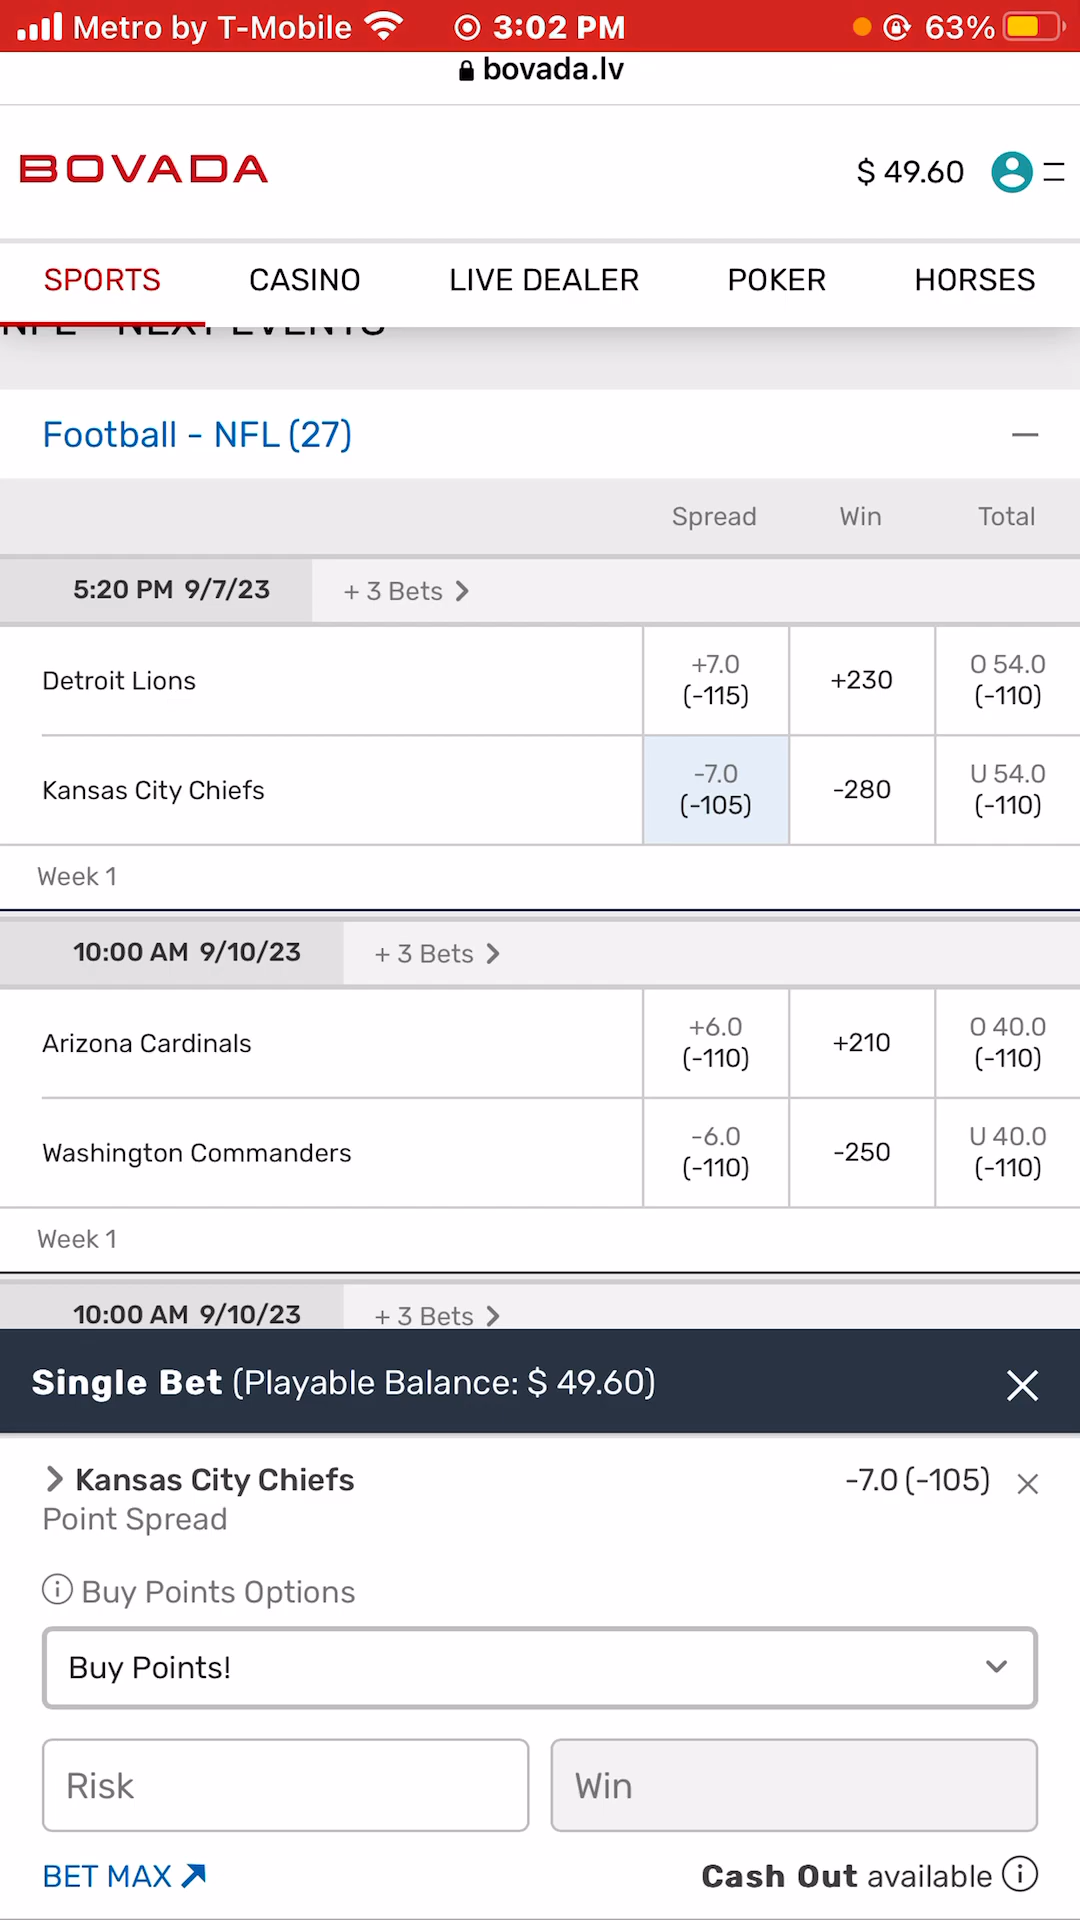 Metro by T-Mobile 3:02 PM 63%
bovada.lv
BOVADA $ 49.60
SPORTS CASINO LIVE DEALER POKER HORSES
NFL - NEXT EVENTS
Football - NFL (27)
Spread Win Total
5:20 PM 9/7/23 + 3 Bets
+7.0 O 54.0
Detroit Lions +230
(-115) (-110)
-7.0 U 54.0
Kansas City Chiefs -280
(-105) (-110)
Week 1
10:00 AM 9/10/23 + 3 Bets
+6.0 O 40.0
Arizona Cardinals +210
(-110) (-110)
-6.0 U 40.0
Washington Commanders -250
(-110) (-110)
Week 1
10:00 AM 9/10/23 + 3 Bets
Single Bet (Playable Balance: $ 49.60)
Kansas City Chiefs -7.0 (-105)
Point Spread
Buy Points Options
Buy Points!
Risk Win
BET MAX Cash Out available